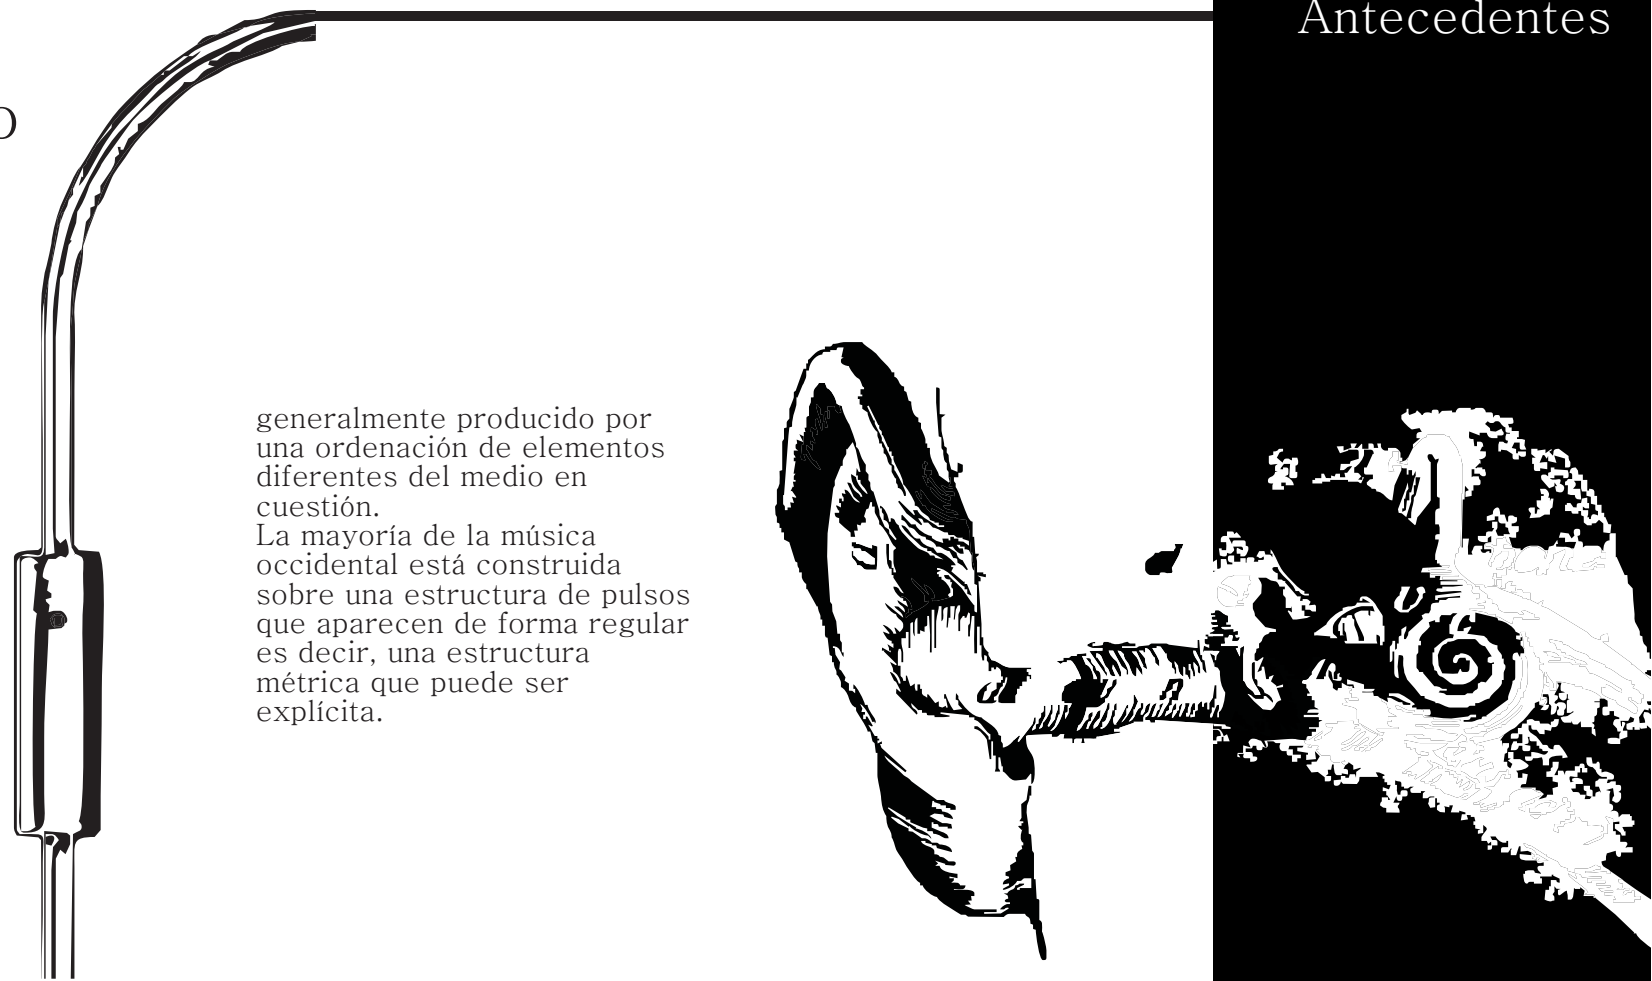 Antecedentes
generalmente producido por
una ordenación de elementos
diferentes del medio en
cuestión.
La mayoría de la música
occidental está construida
sobre una estructura de pulsos
que aparecen de forma regular
es decir, una estructura
métrica que puede ser
explícita.